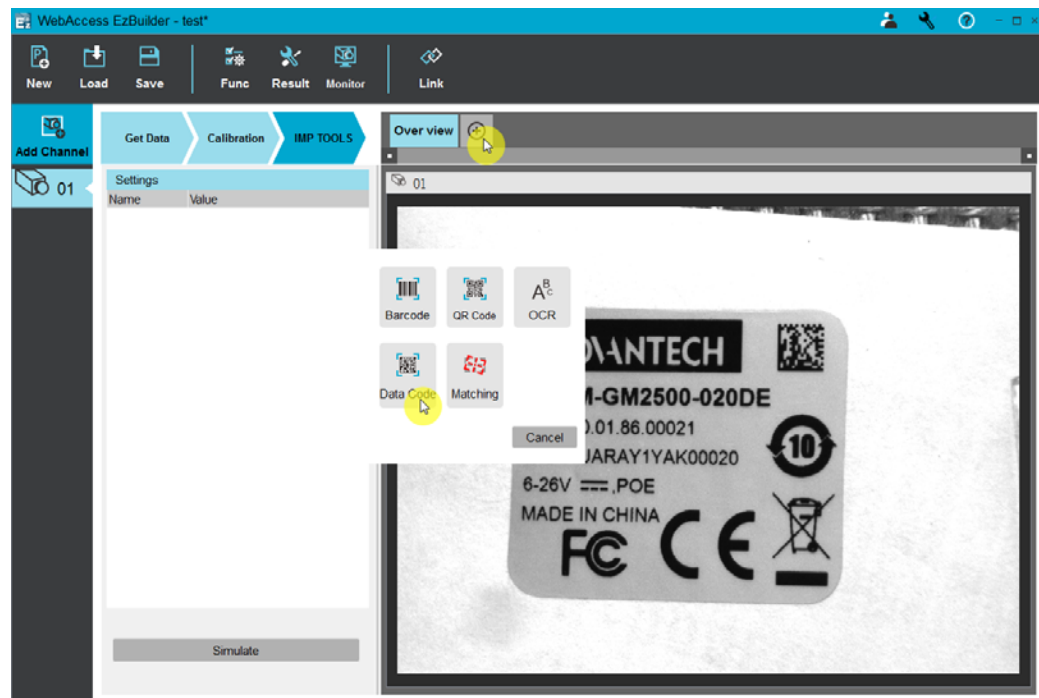 WebAccess EzBuilder - test*
New Load Save Func Result Monitor Link
Add Channel
01
Get Data Calibration IMP TOOLS
Over view
Settings
Name Value
01
Barcode QR Code OCR
Data Code Matching
Cancel
Simulate
VANTECH
-GM2500-020DE
.01.86.00021
UARAY1YAK00020
6-26V ⎓,POE
MADE IN CHINA
10
FC CE